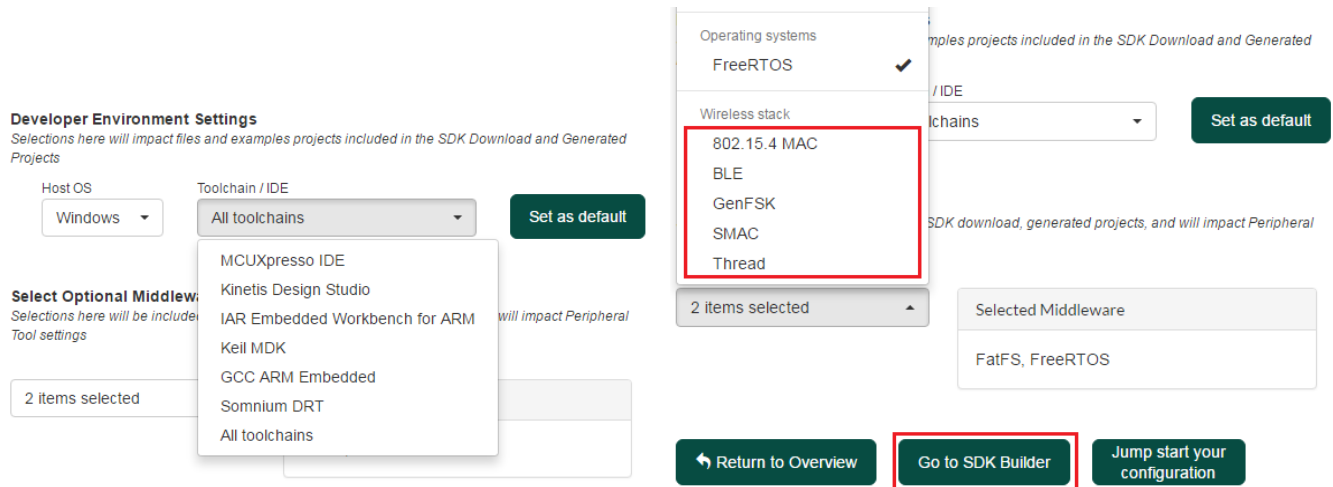 Developer Environment Settings
Selections here will impact files and examples projects included in the SDK Download and Generated
Projects
Host OS
Toolchain / IDE
Windows
All toolchains
Set as default
MCUXpresso IDE
Kinetis Design Studio
IAR Embedded Workbench for ARM
Keil MDK
GCC ARM Embedded
Somnium DRT
All toolchains
Select Optional Middlew
Selections here will be include
will impact Peripheral
Tool settings
2 items selected
Operating systems
FreeRTOS
Wireless stack
802.15.4 MAC
BLE
GenFSK
SMAC
Thread
2 items selected
mples projects included in the SDK Download and Generated
/ IDE
lchains
Set as default
SDK download, generated projects, and will impact Peripheral
Selected Middleware
FatFS, FreeRTOS
Return to Overview
Go to SDK Builder
Jump start your
configuration